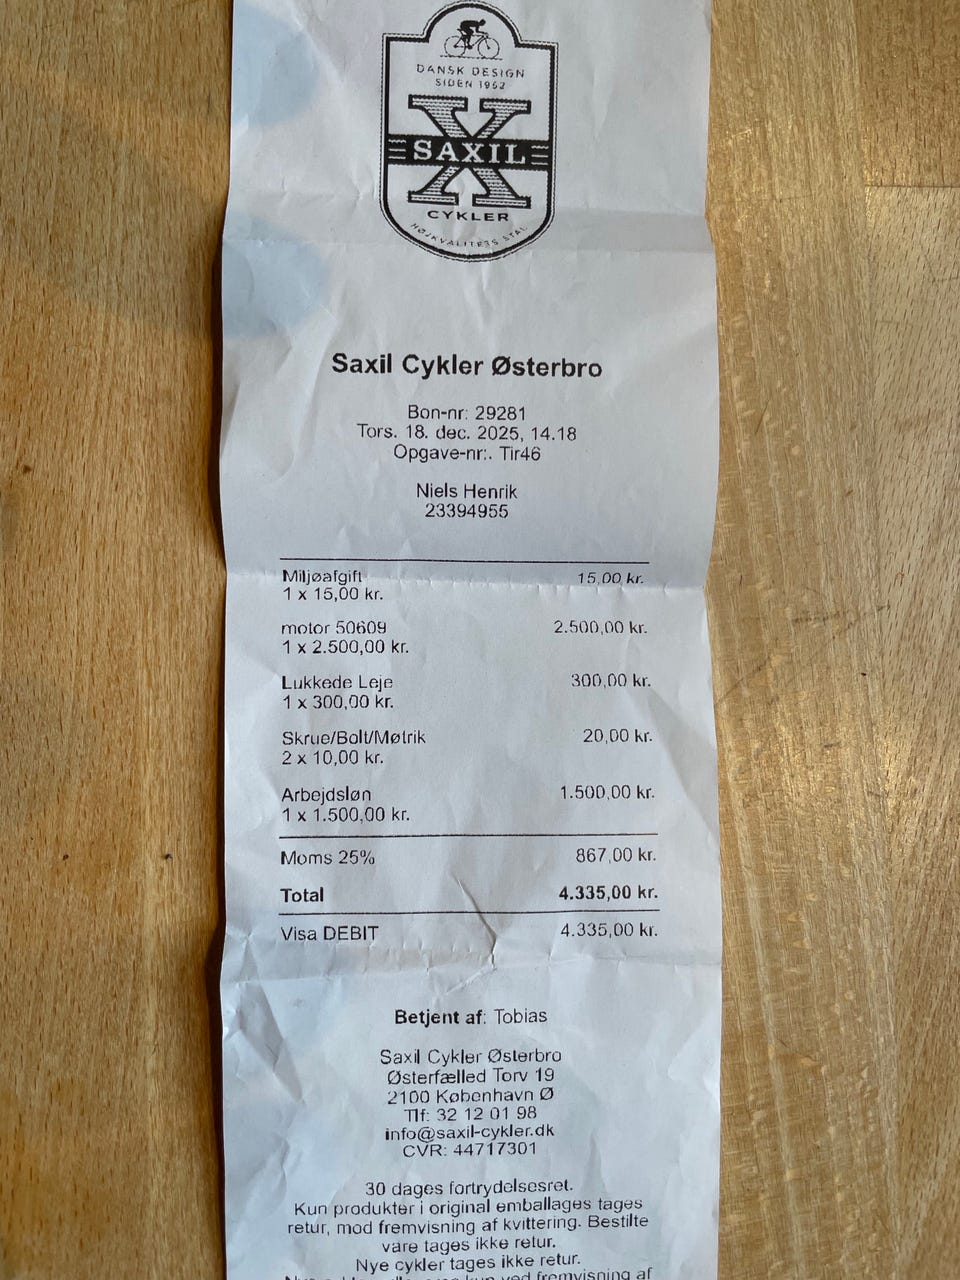 DANSK DESIGN
SIDEN 1952
X
SAXIL
CYKLER
HØJKVALITETS STÅL
Saxil Cykler Østerbro
Bon-nr: 29281
Tors. 18. dec. 2025, 14.18
Opgave-nr:. Tir46
Niels Henrik
23394955
Miljøafgift 15,00 kr.
1 x 15,00 kr.
motor 50609 2.500,00 kr.
1 x 2.500,00 kr.
Lukkede Leje 300,00 kr.
1 x 300,00 kr.
Skrue/Bolt/Møtrik 20,00 kr.
2 x 10,00 kr.
Arbejdsløn 1.500,00 kr.
1 x 1.500,00 kr.
Moms 25% 867,00 kr.
Total 4.335,00 kr.
Visa DEBIT 4.335,00 kr.
Betjent af: Tobias
Saxil Cykler Østerbro
Østerfælled Torv 19
2100 København Ø
Tlf: 32 12 01 98
info@saxil-cykler.dk
CVR: 44717301
30 dages fortrydelsesret.
Kun produkter i original emballages tages
retur, mod fremvisning af kvittering. Bestilte
vare tages ikke retur.
Nye cykler tages ikke retur.
kun ved fremvisning af